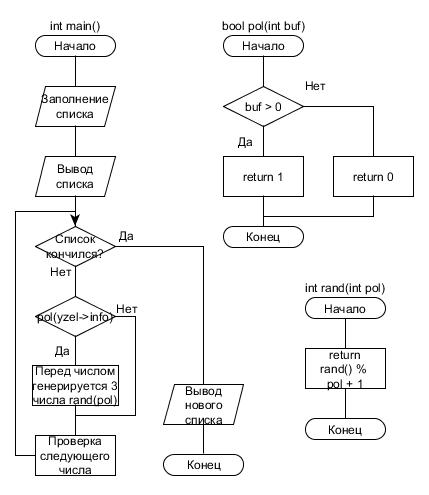 int main()
Начало
Заполнение
списка
Вывод
списка
Список
кончился?
Да
Нет
pol(yzel->info)
Нет
Да
Перед числом
генерируется 3
числа rand(pol)
Проверка
следующего
числа
Вывод
нового
списка
Конец
bool pol(int buf)
Начало
buf > 0
Нет
Да
return 1
return 0
Конец
int rand(int pol)
Начало
return
rand() %
pol + 1
Конец